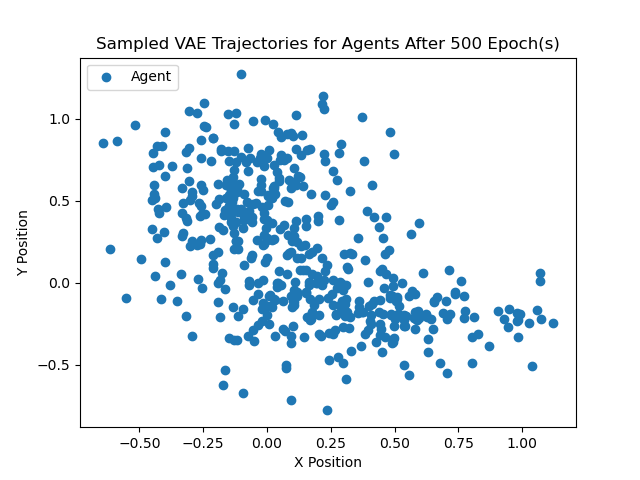 Sampled VAE Trajectories for Agents After 500 Epoch(s)
Agent
1.0
0.5
0.0
−0.5
Y Position
−0.50 −0.25 0.00 0.25 0.50 0.75 1.00
X Position